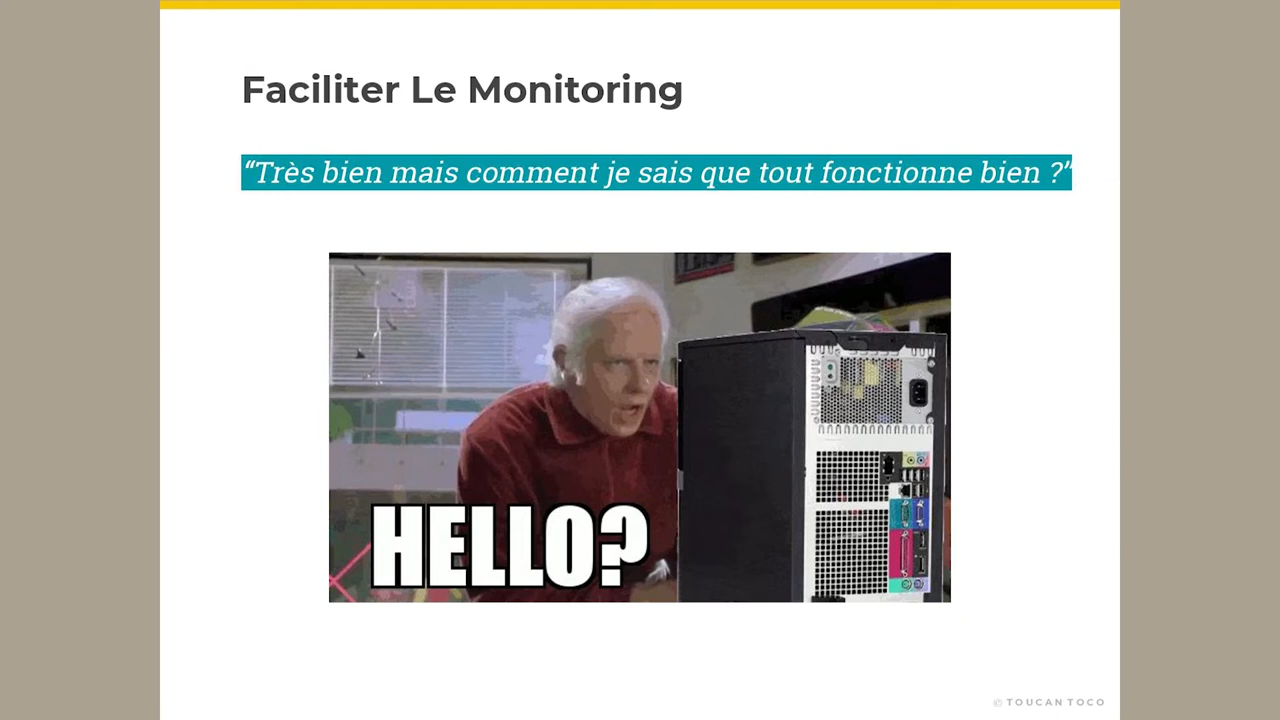 Faciliter Le Monitoring
“Très bien mais comment je sais que tout fonctionne bien ?”
HELLO?
© TOUCAN TOCO